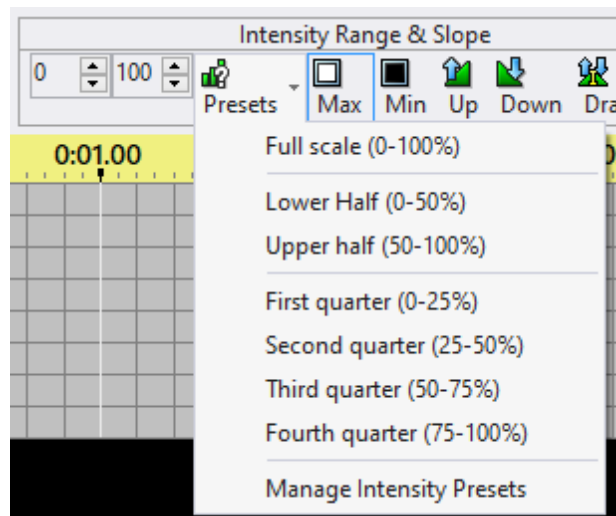 Intensity Range & Slope
0 100
Presets Max Min Up Down
0:01.00
Full scale (0-100%)
Lower Half (0-50%)
Upper half (50-100%)
First quarter (0-25%)
Second quarter (25-50%)
Third quarter (50-75%)
Fourth quarter (75-100%)
Manage Intensity Presets